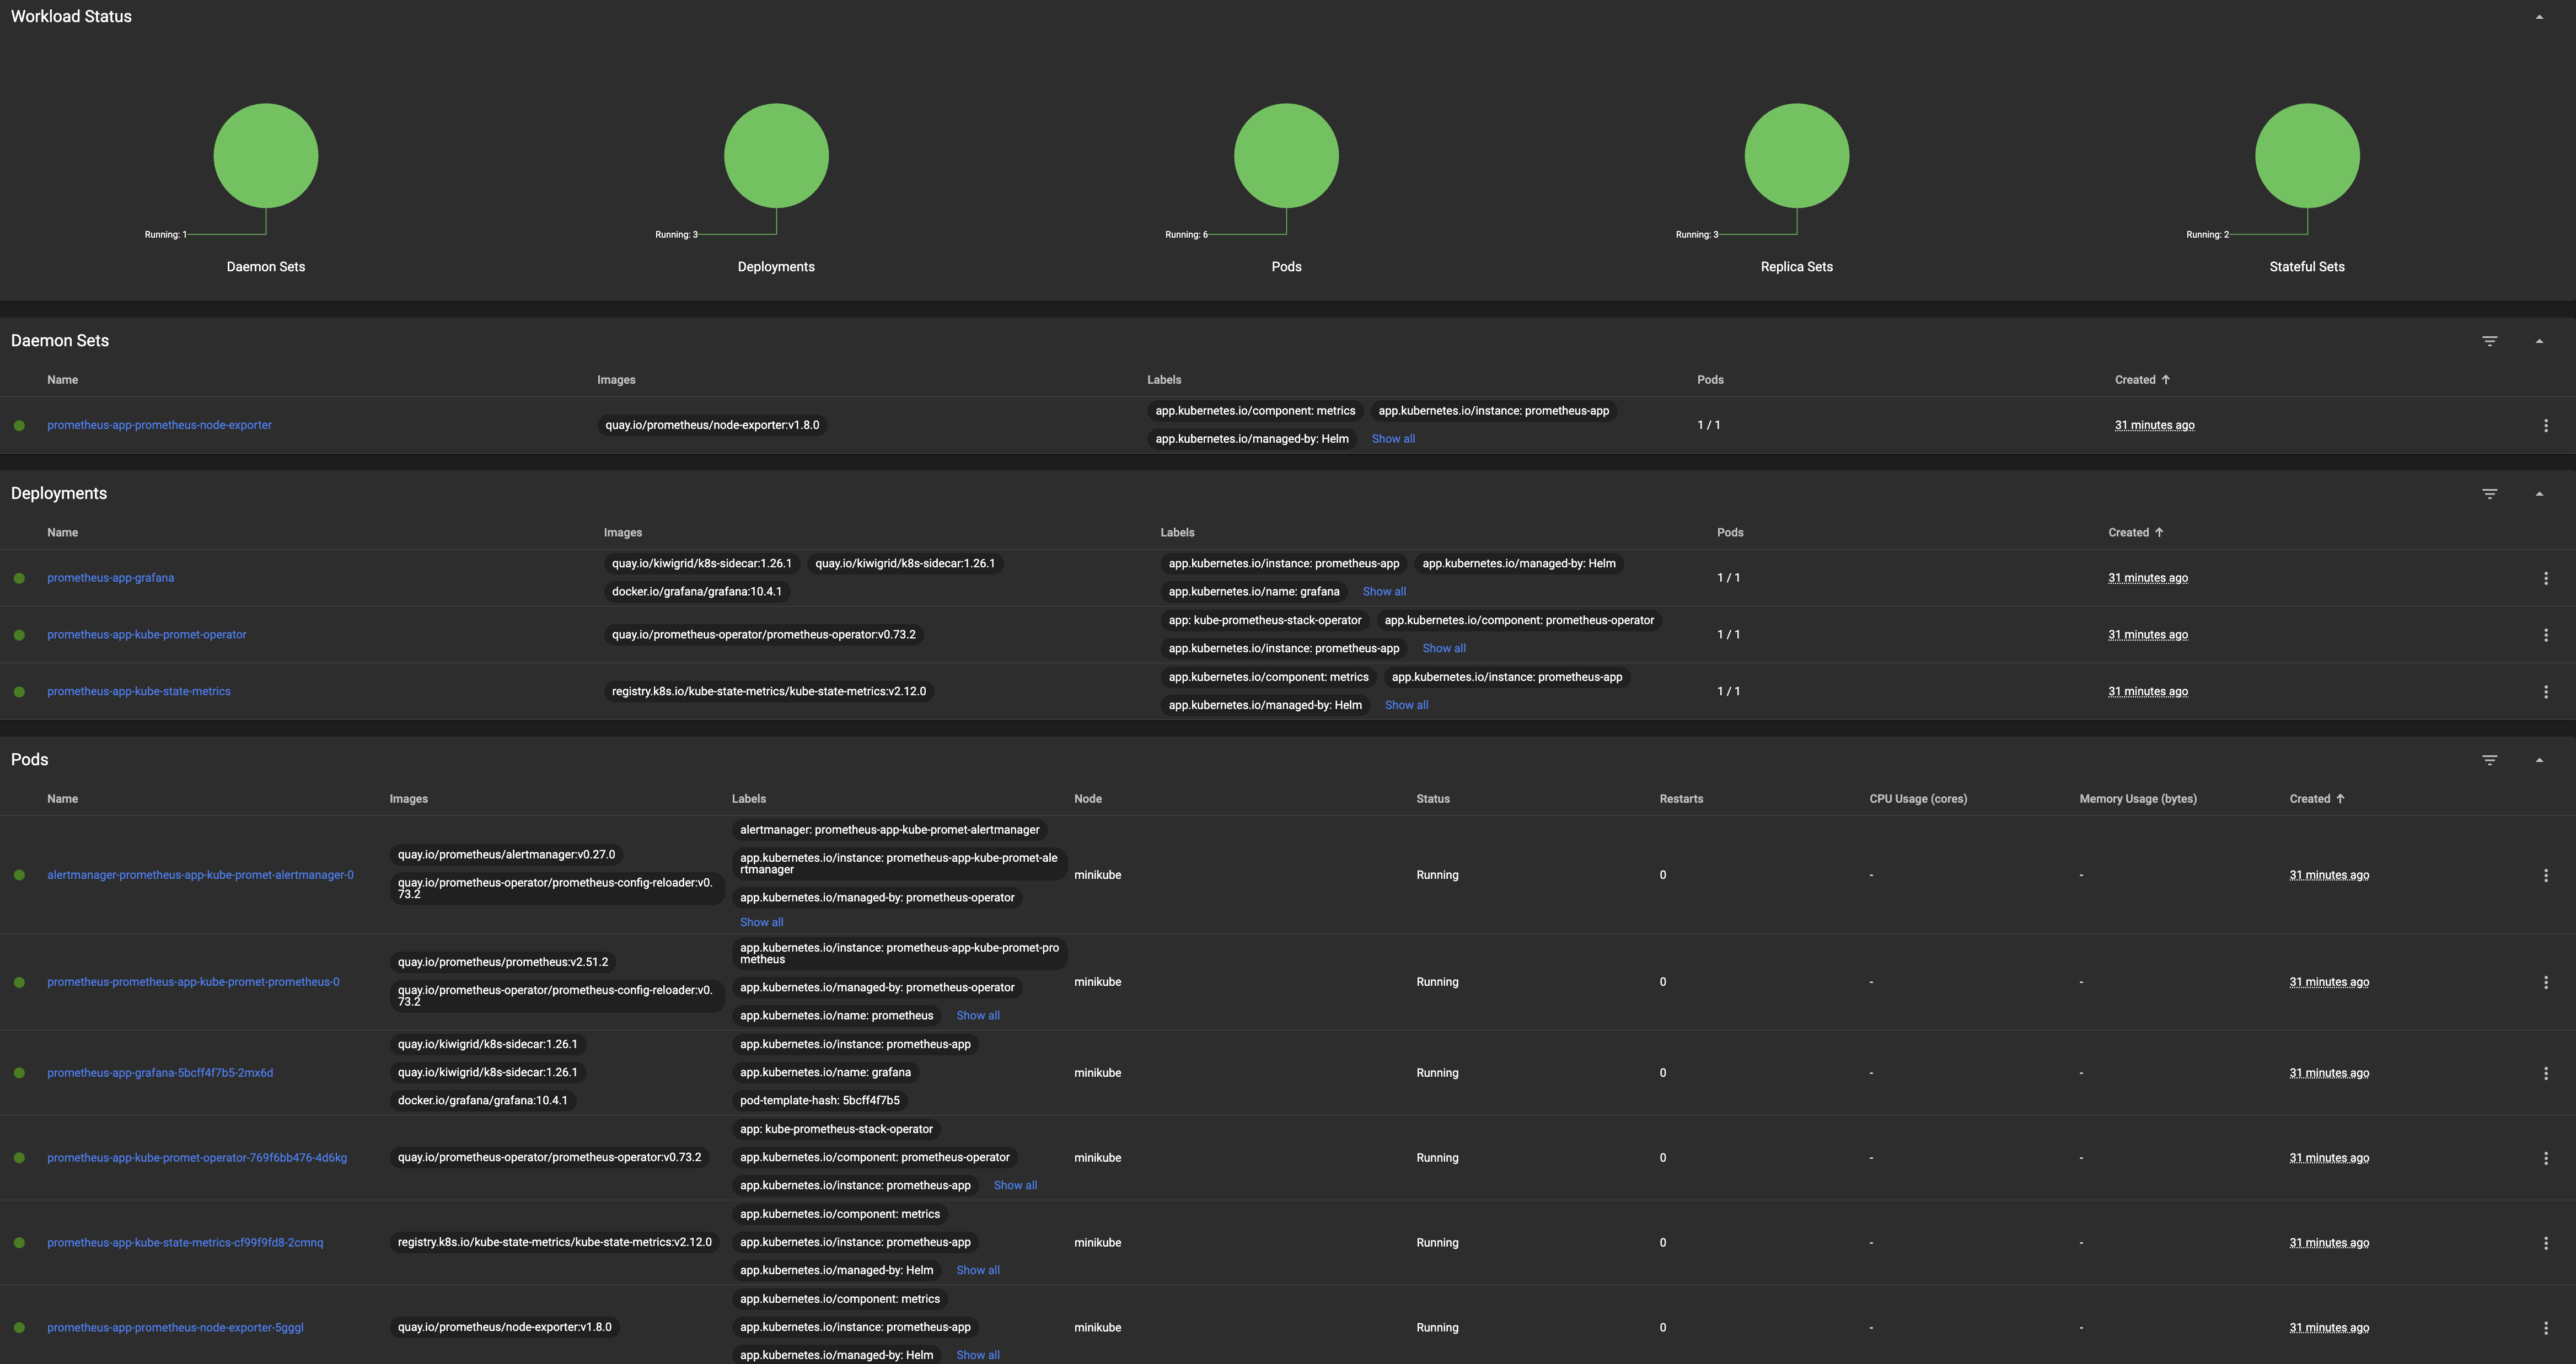 Workload Status
Running: 1
Running: 3
Running: 6
Running: 3
Running: 2
Daemon Sets
Deployments
Pods
Replica Sets
Stateful Sets
Daemon Sets
Name Images Labels Pods Created
prometheus-app-prometheus-node-exporter quay.io/prometheus/node-exporter:v1.8.0 app.kubernetes.io/component: metrics app.kubernetes.io/instance: prometheus-app
app.kubernetes.io/managed-by: Helm Show all
1 / 1 31 minutes ago
Deployments
Name Images Labels Pods Created
prometheus-app-grafana
quay.io/kiwigrid/k8s-sidecar:1.26.1 quay.io/kiwigrid/k8s-sidecar:1.26.1
docker.io/grafana/grafana:10.4.1
app.kubernetes.io/instance: prometheus-app app.kubernetes.io/managed-by: Helm
app.kubernetes.io/name: grafana Show all
1 / 1 31 minutes ago
prometheus-app-kube-promet-operator
quay.io/prometheus-operator/prometheus-operator:v0.73.2
app: kube-prometheus-stack-operator app.kubernetes.io/component: prometheus-operator
app.kubernetes.io/instance: prometheus-app Show all
1 / 1 31 minutes ago
prometheus-app-kube-state-metrics
registry.k8s.io/kube-state-metrics/kube-state-metrics:v2.12.0
app.kubernetes.io/component: metrics app.kubernetes.io/instance: prometheus-app
app.kubernetes.io/managed-by: Helm Show all
1 / 1 31 minutes ago
Pods
Name Images Labels Node Status Restarts CPU Usage (cores) Memory Usage (bytes) Created
alertmanager-prometheus-app-kube-promet-alertmanager-0
quay.io/prometheus/alertmanager:v0.27.0
quay.io/prometheus-operator/prometheus-config-reloader:v0.
73.2
alertmanager: prometheus-app-kube-promet-alertmanager
app.kubernetes.io/instance: prometheus-app-kube-promet-ale
rtmanager
app.kubernetes.io/managed-by: prometheus-operator
Show all
minikube Running 0 - - 31 minutes ago
prometheus-prometheus-app-kube-promet-prometheus-0
quay.io/prometheus/prometheus:v2.51.2
quay.io/prometheus-operator/prometheus-config-reloader:v0.
73.2
app.kubernetes.io/instance: prometheus-app-kube-promet-pro
metheus
app.kubernetes.io/managed-by: prometheus-operator
app.kubernetes.io/name: prometheus Show all
minikube Running 0 - - 31 minutes ago
prometheus-app-grafana-5bcff4f7b5-2mx6d
quay.io/kiwigrid/k8s-sidecar:1.26.1
quay.io/kiwigrid/k8s-sidecar:1.26.1
docker.io/grafana/grafana:10.4.1
app.kubernetes.io/instance: prometheus-app
app.kubernetes.io/name: grafana
pod-template-hash: 5bcff4f7b5
minikube Running 0 - - 31 minutes ago
prometheus-app-kube-promet-operator-769f6bb476-4d6kg
quay.io/prometheus-operator/prometheus-operator:v0.73.2
app: kube-prometheus-stack-operator
app.kubernetes.io/component: prometheus-operator
app.kubernetes.io/instance: prometheus-app Show all
minikube Running 0 - - 31 minutes ago
prometheus-app-kube-state-metrics-cf99f9fd8-2cmnq
registry.k8s.io/kube-state-metrics/kube-state-metrics:v2.12.0
app.kubernetes.io/component: metrics
app.kubernetes.io/instance: prometheus-app
app.kubernetes.io/managed-by: Helm Show all
minikube Running 0 - - 31 minutes ago
prometheus-app-prometheus-node-exporter-5gggl
quay.io/prometheus/node-exporter:v1.8.0
app.kubernetes.io/component: metrics
app.kubernetes.io/instance: prometheus-app
app.kubernetes.io/managed-by: Helm Show all
minikube Running 0 - - 31 minutes ago